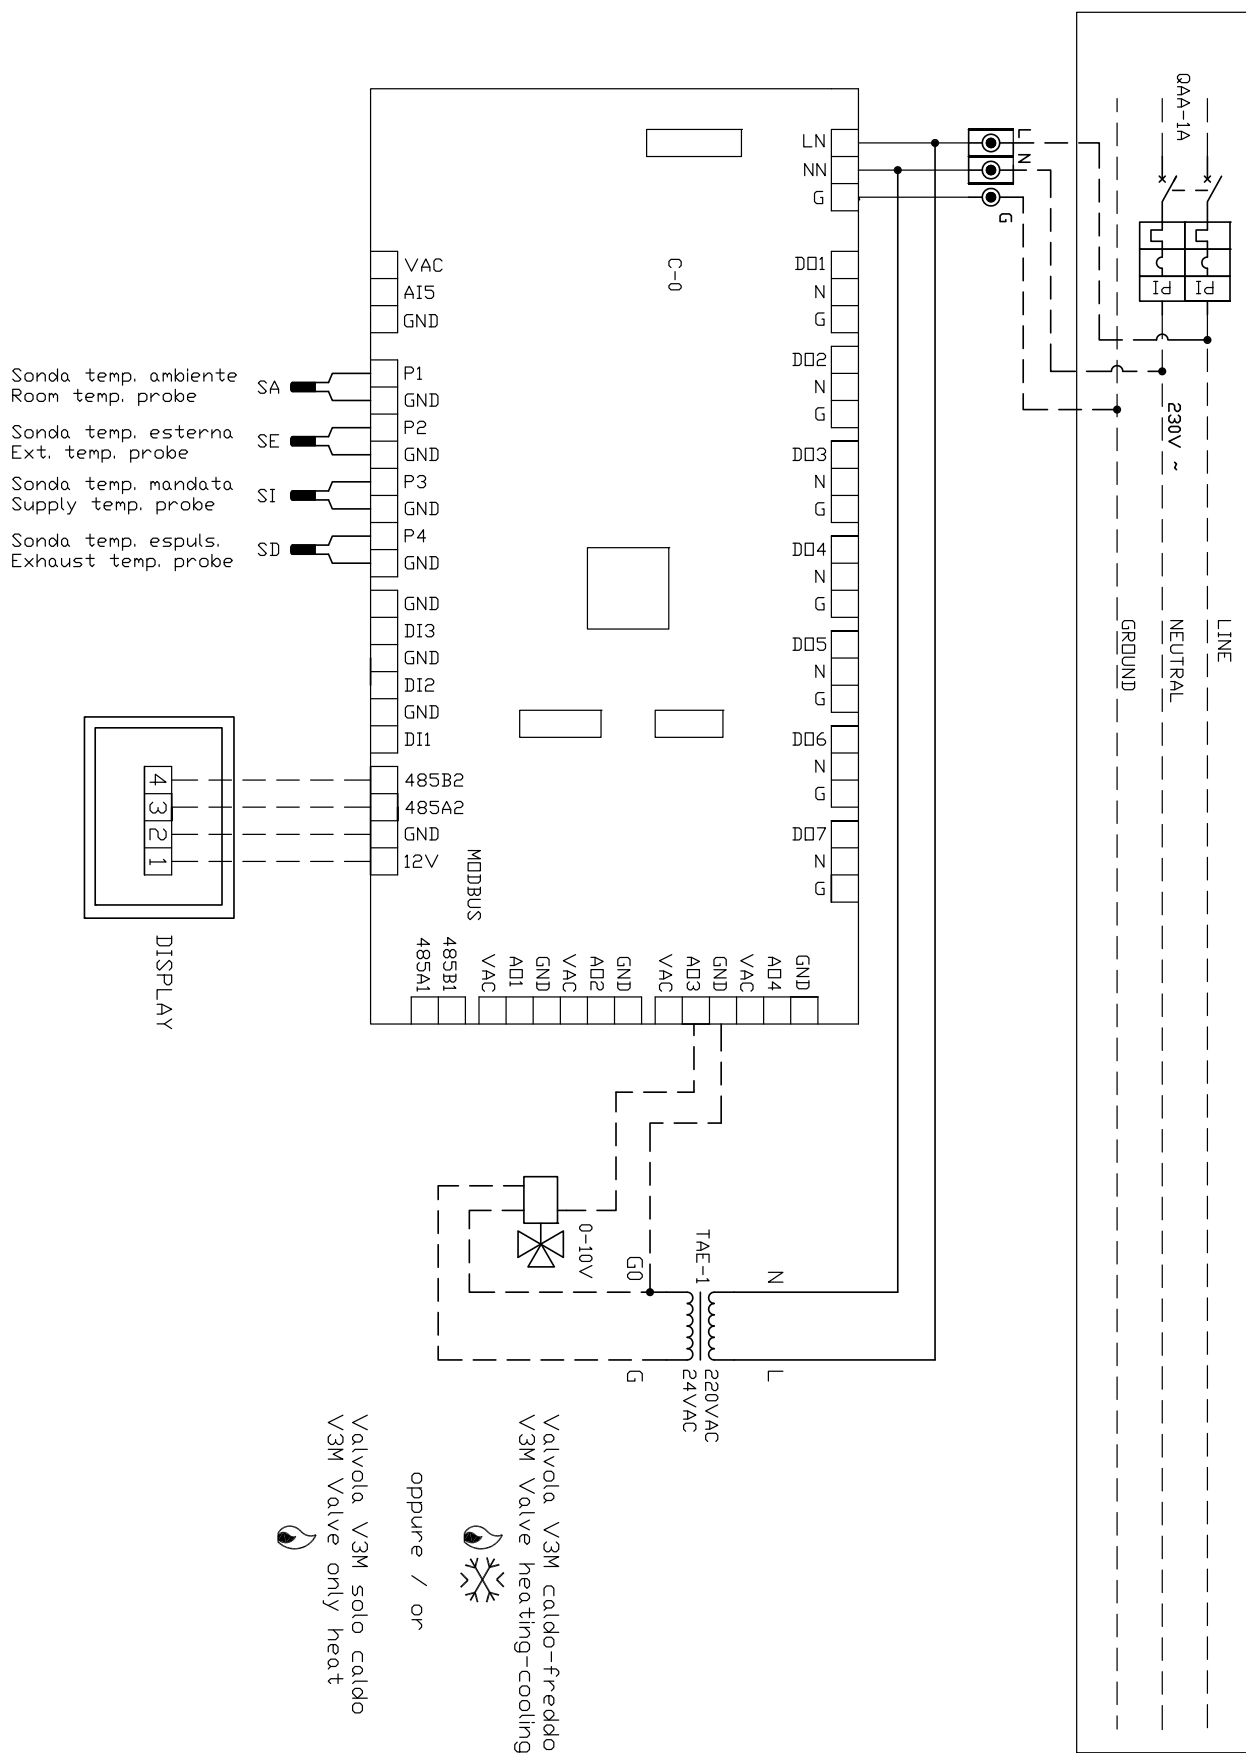 QAA-1A
PI
PI
230V ~
LINE
NEUTRAL
GROUND
L
N
G
LN
NN
G
C-0
DO1
N
G
DO2
N
G
DO3
N
G
DO4
N
G
DO5
N
G
DO6
N
G
DO7
N
G
VAC
AI5
GND
P1
GND
P2
GND
P3
GND
P4
GND
GND
DI3
GND
DI2
GND
DI1
485B2
485A2
GND
12V
MODBUS
Sonda temp. ambiente
Room temp. probe
SA
Sonda temp. esterna
Ext. temp. probe
SE
Sonda temp. mandata
Supply temp. probe
SI
Sonda temp. espuls.
Exhaust temp. probe
SD
4
3
2
1
DISPLAY
485A1
485B1
VAC
AO1
GND
VAC
AO2
GND
VAC
AO3
GND
VAC
AO4
GND
0-10V
G0
G
TAE-1
N
L
220VAC
24VAC
Valvola V3M caldo-freddo
V3M Valve heating-cooling
oppure / or
Valvola V3M solo caldo
V3M Valve only heat